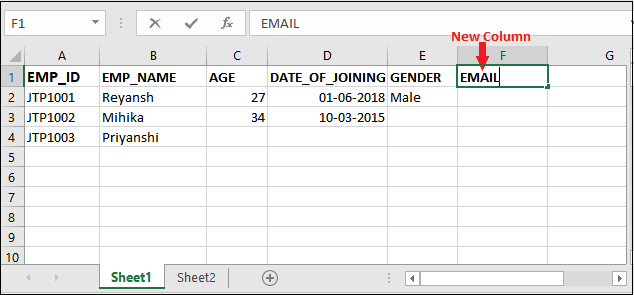 F1 fx EMAIL
New Column
A B C D E F G
1 EMP_ID EMP_NAME AGE DATE_OF_JOINING GENDER EMAIL
2 JTP1001 Reyansh 27 01-06-2018 Male
3 JTP1002 Mihika 34 10-03-2015
4 JTP1003 Priyanshi
5
6
7
8
9
10
Sheet1 Sheet2